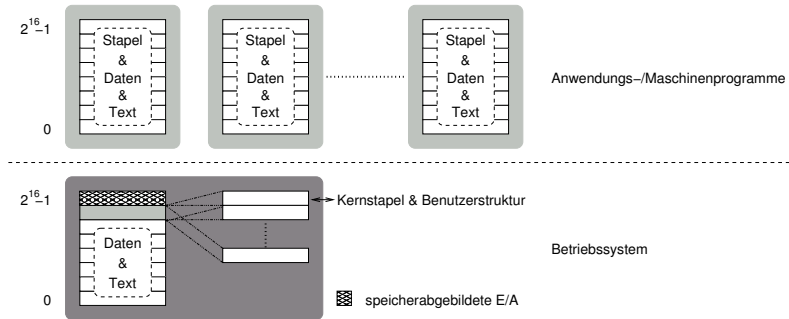 2^16−1
Stapel
&
Daten
&
Text
Stapel
&
Daten
&
Text
Stapel
&
Daten
&
Text
0
Anwendungs−/Maschinenprogramme
2^16−1
Kernstapel & Benutzerstruktur
Daten
&
Text
Betriebssystem
0
speicherabgebildete E/A